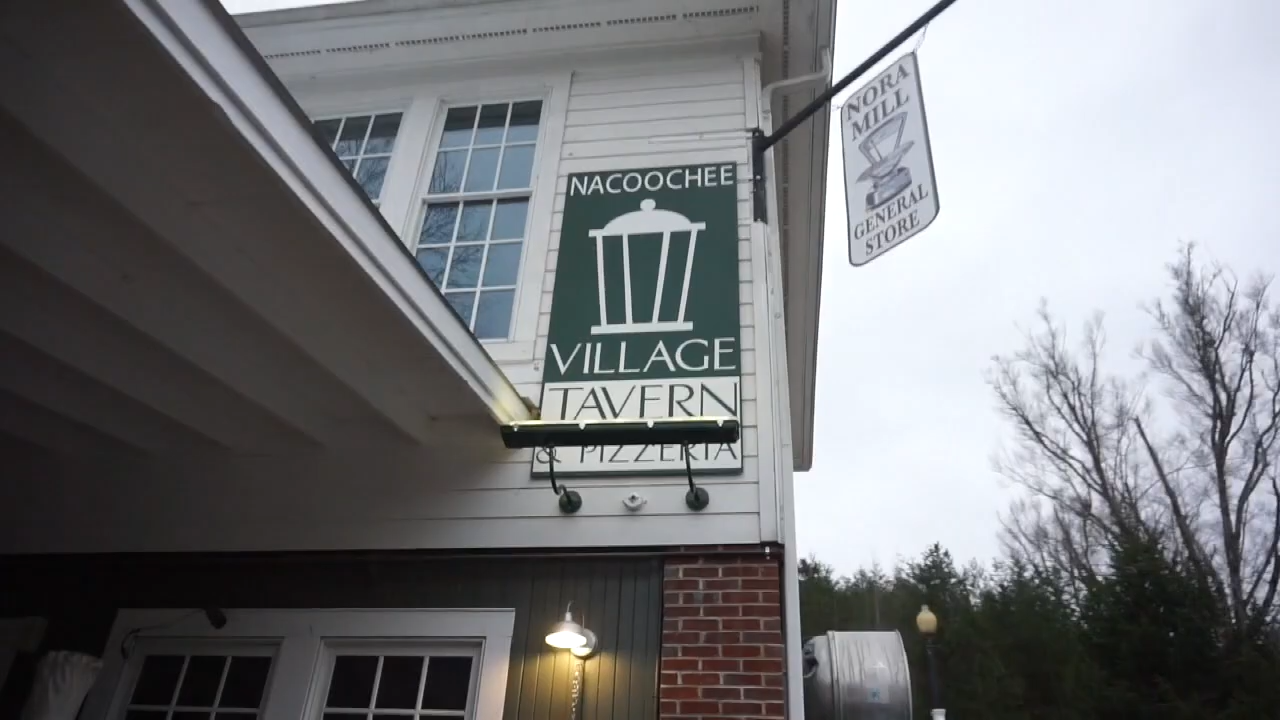 NACOOCHEE
VILLAGE
TAVERN
& PIZZERIA
NORA
MILL
GENERAL
STORE